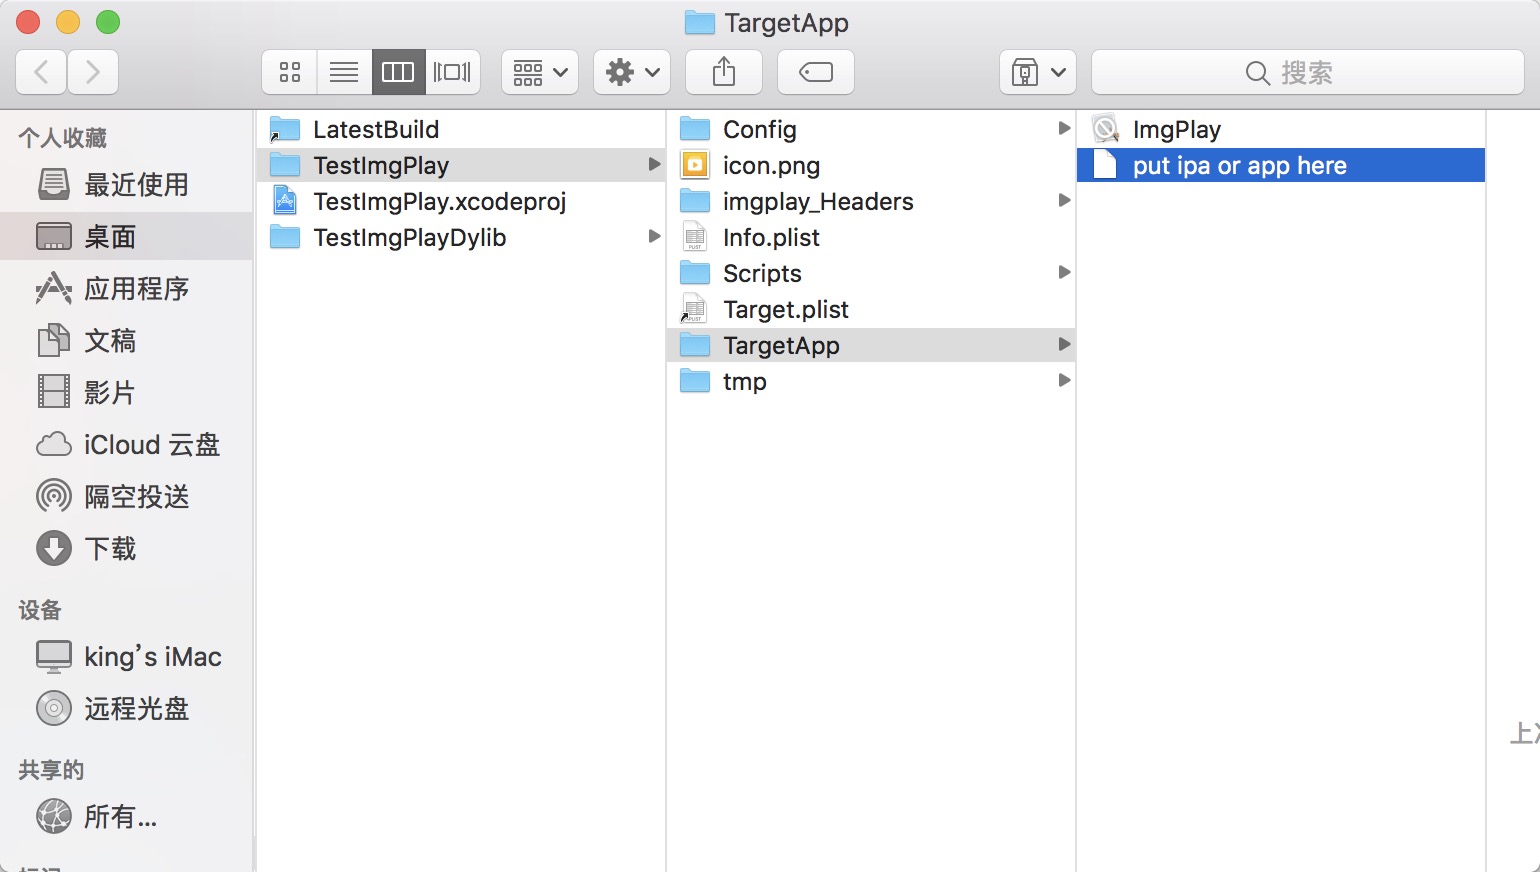 TargetApp
搜索
个人收藏
最近使用
桌面
应用程序
文稿
影片
iCloud 云盘
隔空投送
下载
设备
king’s iMac
远程光盘
共享的
所有...
LatestBuild
TestImgPlay
TestImgPlay.xcodeproj
TestImgPlayDylib
Config
icon.png
imgplay_Headers
Info.plist
Scripts
Target.plist
TargetApp
tmp
ImgPlay
put ipa or app here
上